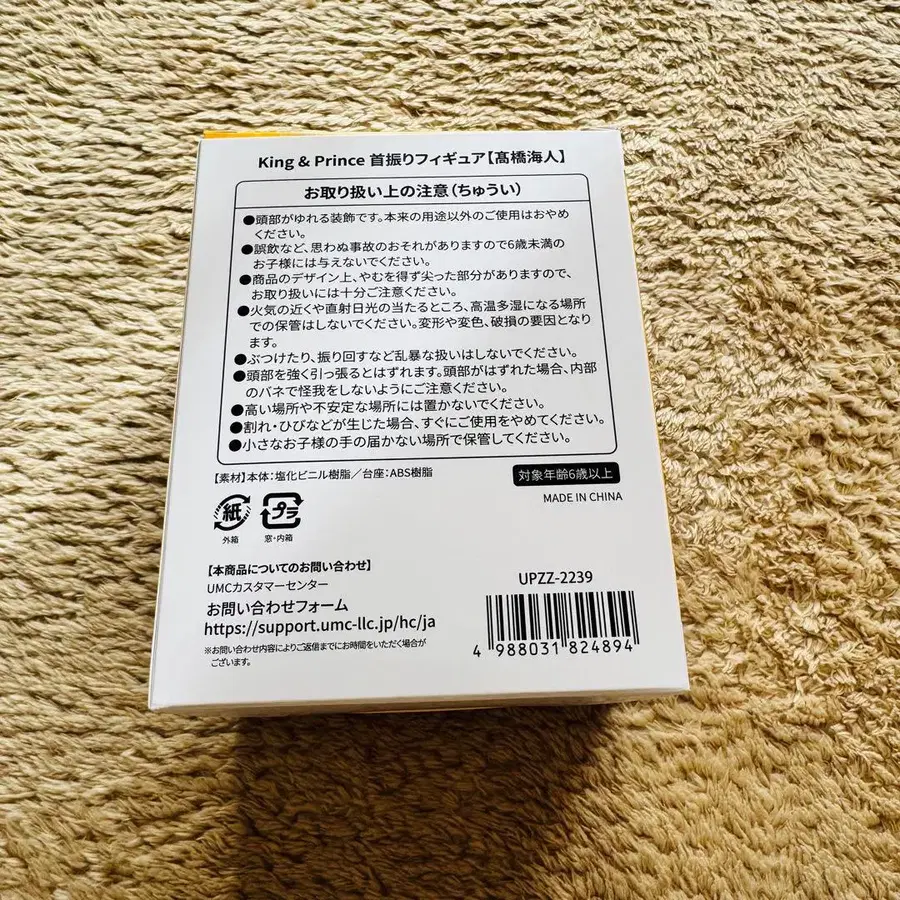 King & Prince 首振りフィギュア【髙橋海人】
お取り扱い上の注意(ちゅうい)
●頭部がゆれる装飾です。本来の用途以外のご使用はおやめ
ください。
●誤飲など、思わぬ事故のおそれがありますので6歳未満の
お子様には与えないでください。
●商品のデザイン上、やむを得ず尖った部分がありますので、
お取り扱いには十分ご注意ください。
●火気の近くや直射日光の当たるところ、高温多湿になる場所
での保管はしないでください。変形や変色、破損の要因となり
ます。
●ぶつけたり、振り回すなど乱暴な扱いはしないでください。
●頭部を強く引っ張るとはずれます。頭部がはずれた場合、内部
のバネで怪我をしないようにご注意ください。
●高い場所や不安定な場所には置かないでください。
●割れ・ひびなどが生じた場合、すぐにご使用をやめてください。
●小さなお子様の手の届かない場所で保管してください。
【素材】本体:塩化ビニル樹脂/台座:ABS樹脂
対象年齢6歳以上
MADE IN CHINA
紙
プラ
外箱
窓・内箱
【本商品についてのお問い合わせ】
UMCカスタマーセンター
お問い合わせフォーム
https://support.umc-llc.jp/hc/ja
※お問い合わせ内容によりご返信までにお時間をいただく場合が
ございます。
UPZZ-2239
4 988031 824894